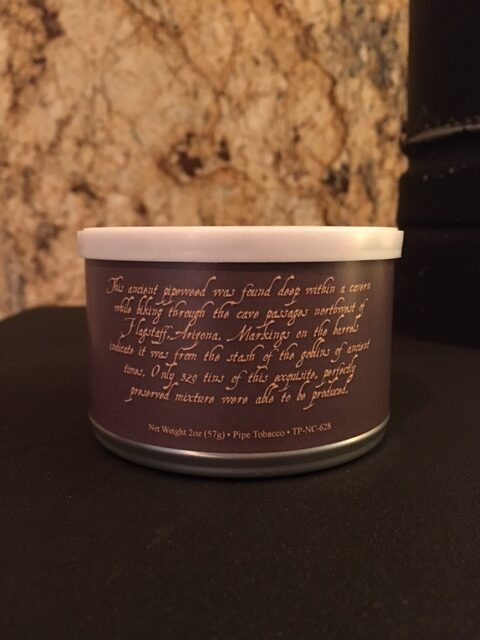 This ancient pipeweed was found deep within a cavern
while hiking through the cave passages northwest of
Flagstaff, Arizona. Markings on the barrels
indicate it was from the stash of the goblins of ancient
times. Only 320 tins of this exquisite, perfectly
preserved mixture were able to be produced.
Net Weight 2oz (57g) • Pipe Tobacco • TP-NC-628